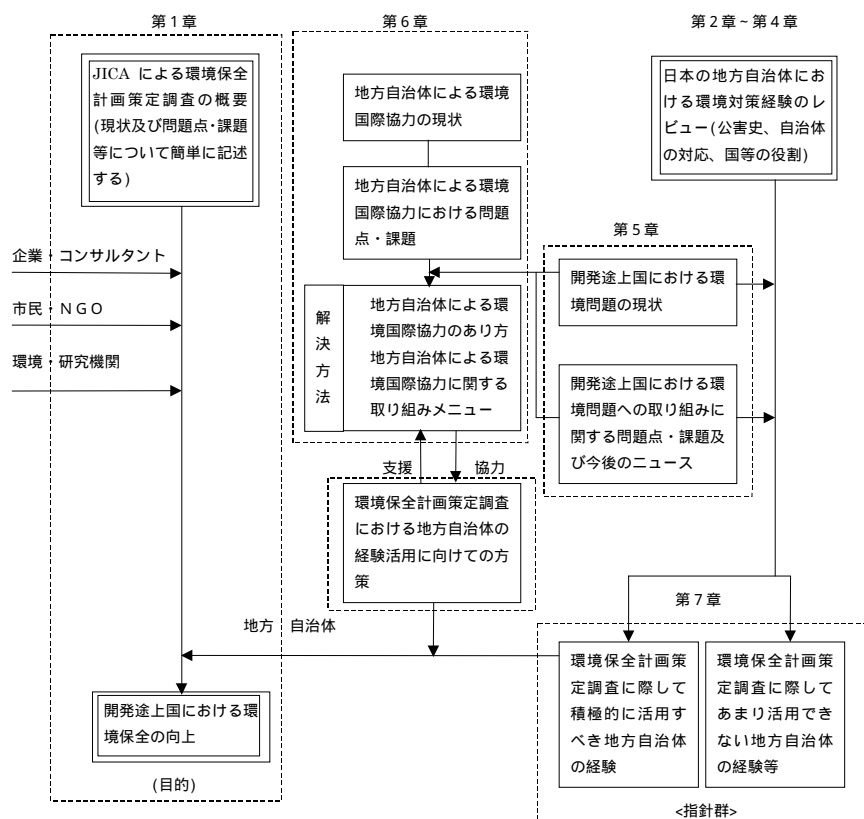 第１章
第６章
第２章~第４章
JICA による環境保全
計画策定調査の概要
(現状及び問題点・課題
等について簡単に記述
する)
地方自治体による環境
国際協力の現状
日本の地方自治体にお
ける環境対策経験のレ
ビュー(公害史、自治体
の対応、国等の役割)
地方自治体による環境
国際協力における問題
点・課題
第５章
企業・コンサルタント
市民・ＮＧＯ
環境・研究機関
開発途上国における環
境問題の現状
解決方法
地方自治体による環
境国際協力のあり方
地方自治体による環
境国際協力に関する
取り組みメニュー
開発途上国における環
境問題への取り組みに
関する問題点・課題及
び今後のニュース
支援
協力
環境保全計画策定調査
における地方自治体の
経験活用に向けての方
策
第７章
地方 自治体
環境保全計画策
定調査に際して
積極的に活用す
べき地方自治体
の経験
環境保全計画策
定調査に際して
あまり活用でき
ない地方自治体
の経験等
開発途上国における環
境保全の向上
(目的)
<指針群>